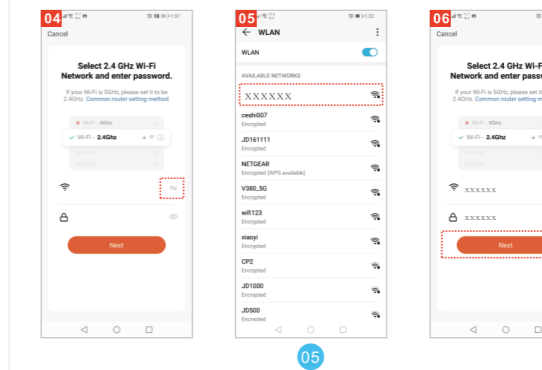 04
Cancel
Select 2.4 GHz Wi-Fi
Network and enter password.
If your Wi-Fi is 5GHz, please set it to be
2.4GHz. Common router setting method
Wi-Fi - 5Ghz
Wi-Fi - 2.4Ghz
Next
05
WLAN
WLAN
AVAILABLE NETWORKS
XXXXXX
ceshi007
Encrypted
JD161111
Encrypted
NETGEAR
Encrypted (WPS available)
V380_5G
Encrypted
wifi123
Encrypted
xiaoyi
Encrypted
CP2
Encrypted
JD1000
Encrypted
JD500
Encrypted
06
Cancel
Select 2.4 GHz Wi-F
Network and enter passw
If your Wi-Fi is 5GHz, please set it
2.4GHz. Common router setting m
Wi-Fi - 5Ghz
Wi-Fi - 2.4Ghz
xxxxxx
xxxxxx
Next
05